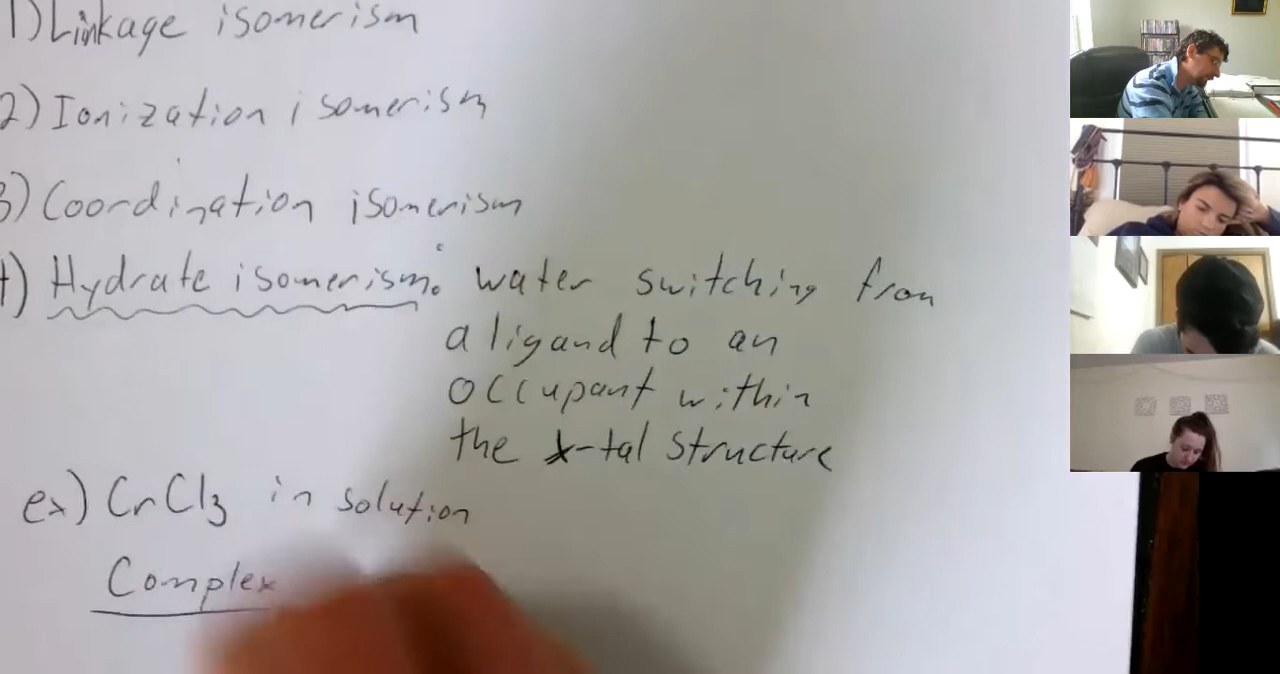 1) Linkage isomerism
2) Ionization isomerism
3) Coordination isomerism
4) Hydrate isomerism: water switching from
a ligand to an
occupant within
the x-tal structure
ex) CrCl3 in solution
Complex